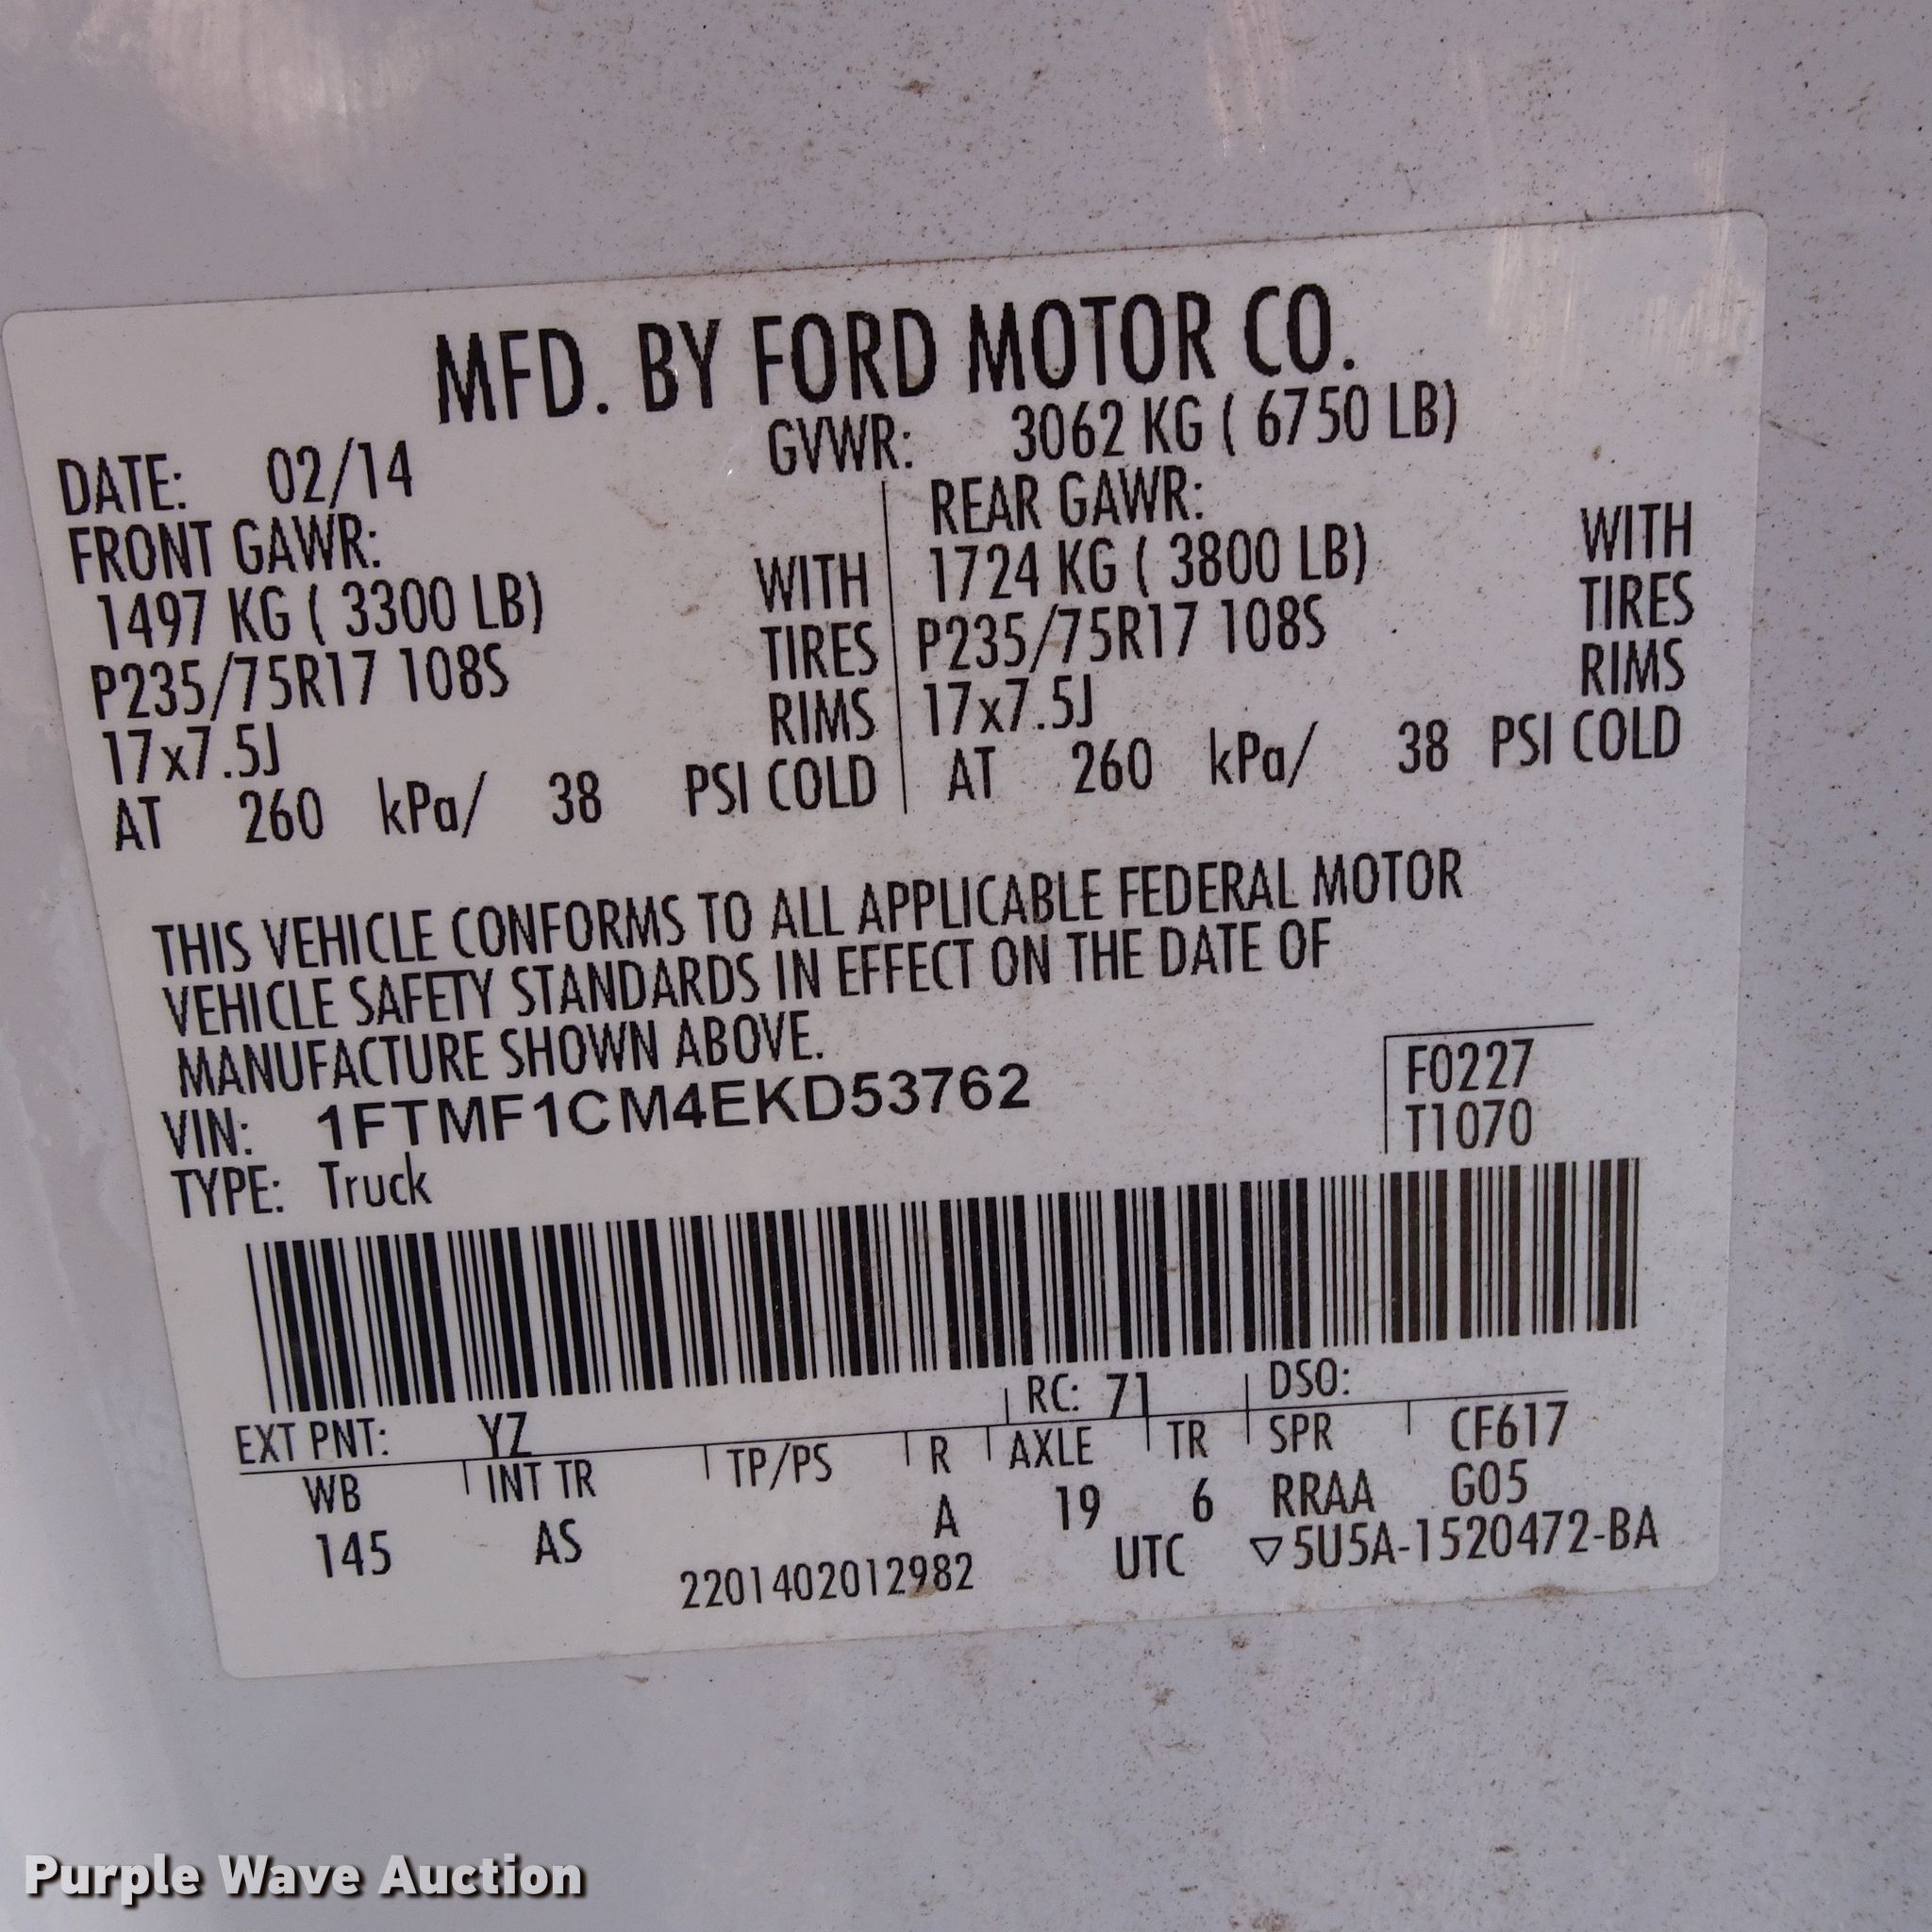 MFD. BY FORD MOTOR CO.
DATE: 02/14 GVWR: 3062 KG ( 6750 LB)
FRONT GAWR: REAR GAWR:
1497 KG ( 3300 LB) WITH 1724 KG ( 3800 LB) WITH
P235/75R17 108S TIRES P235/75R17 108S TIRES
17x7.5J RIMS 17x7.5J RIMS
AT 260 kPa/ 38 PSI COLD AT 260 kPa/ 38 PSI COLD
THIS VEHICLE CONFORMS TO ALL APPLICABLE FEDERAL MOTOR
VEHICLE SAFETY STANDARDS IN EFFECT ON THE DATE OF
MANUFACTURE SHOWN ABOVE.
VIN: 1FTMF1CM4EKD53762
F0227
T1070
TYPE: Truck
EXT PNT: YZ RC: 71 DSO:
WB INT TR TP/PS R AXLE TR SPR CF617
145 AS A 19 6 RRAA G05
2201402012982 UTC ▽5U5A-1520472-BA
Purple Wave Auction